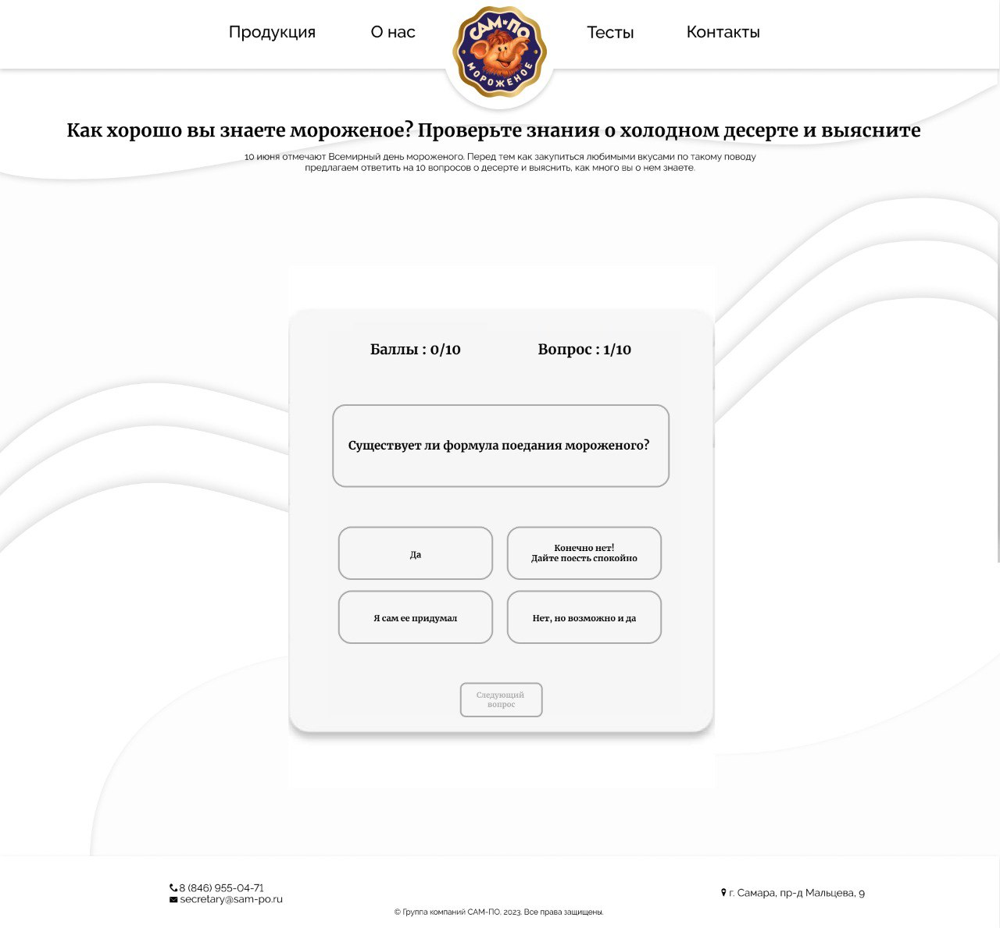 Продукция
О нас
САМ-ПО
МОРОЖЕНОЕ
Тесты
Контакты
Как хорошо вы знаете мороженое? Проверьте знания о холодном десерте и выясните
10 июня отмечают Всемирный день мороженого. Перед тем как закупиться любимыми вкусами по такому поводу
предлагаем ответить на 10 вопросов о десерте и выяснить, как много вы о нем знаете.
Баллы : 0/10
Вопрос : 1/10
Существует ли формула поедания мороженого?
Да
Конечно нет!
Дайте поесть спокойно
Я сам ее придумал
Нет, но возможно и да
Следующий
вопрос
8 (846) 955-04-71
secretary@sam-po.ru
г. Самара, пр-д Мальцева, 9
© Группа компаний САМ-ПО, 2023. Все права защищены.